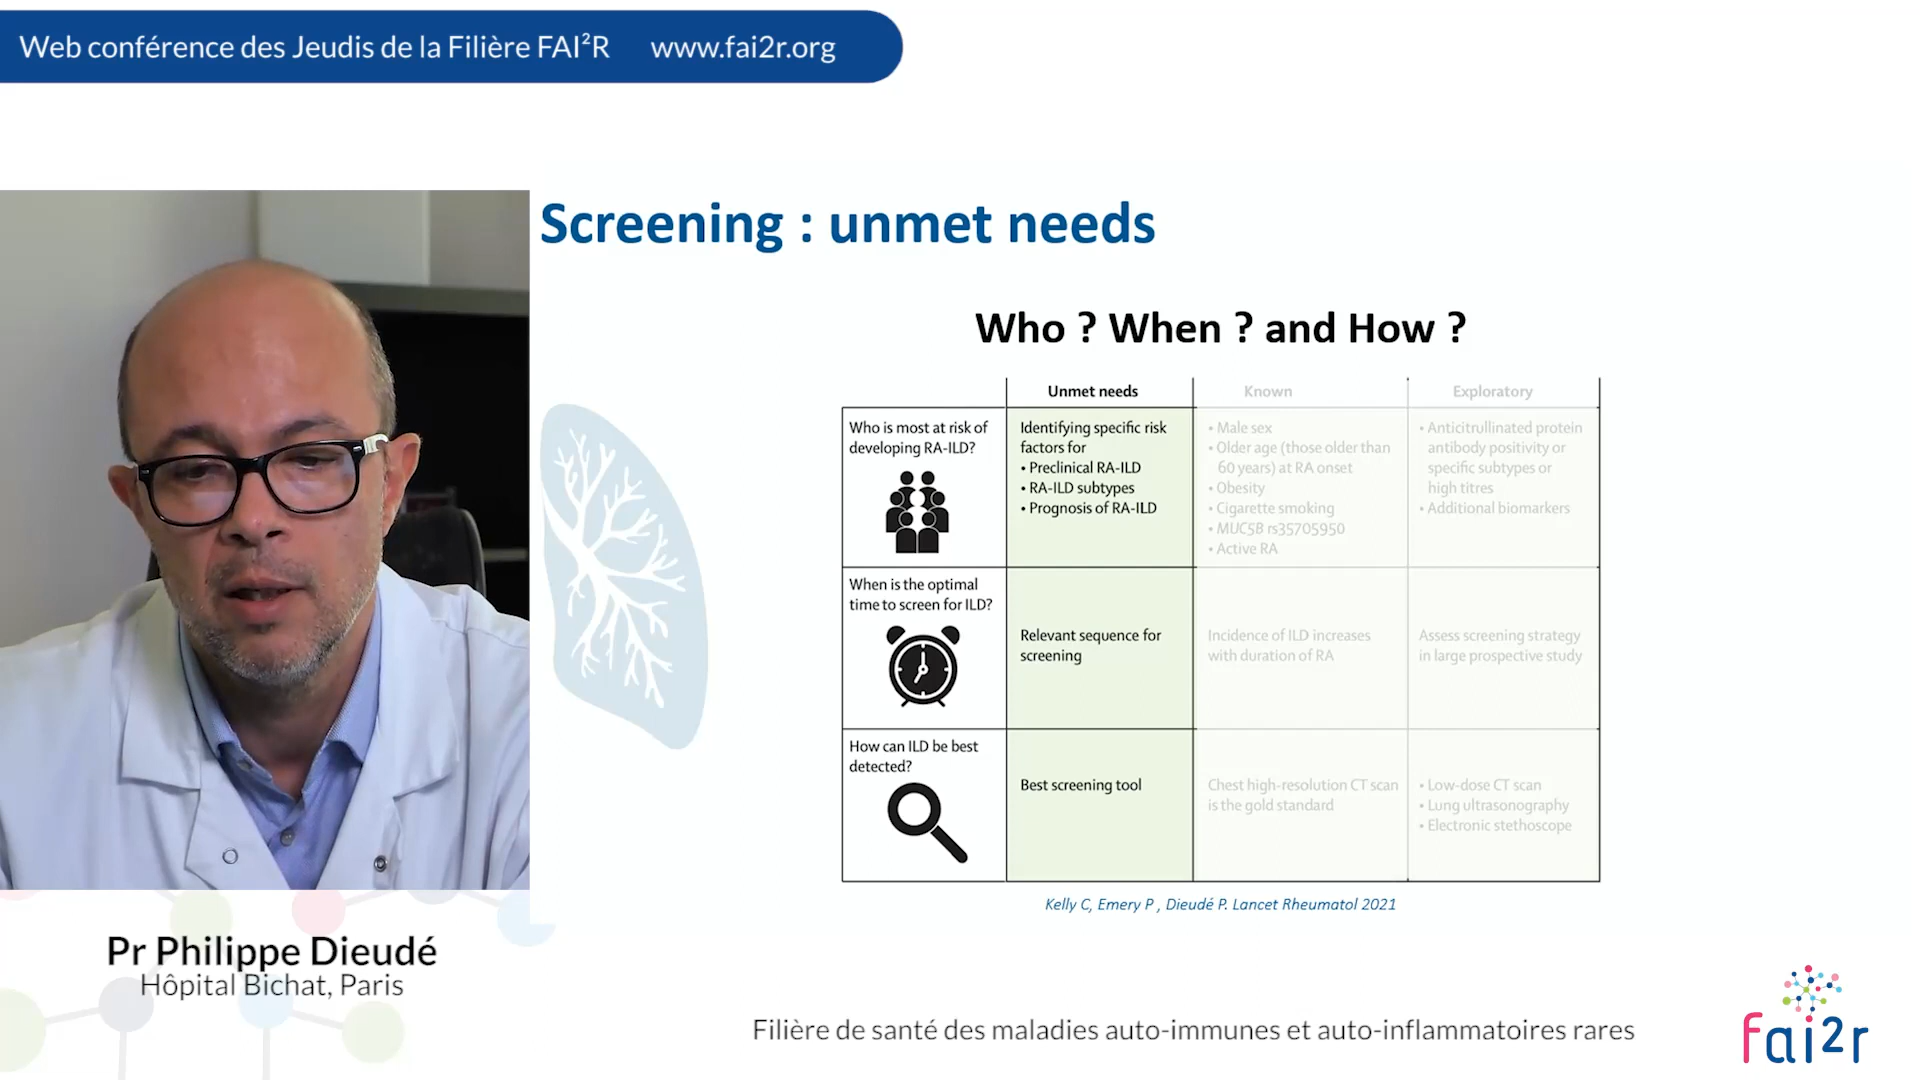 Web conférence des Jeudis de la Filière FAI²R www.fai2r.org
Screening : unmet needs
Who ? When ? and How ?
Unmet needs
Known
Exploratory
Who is most at risk of
developing RA-ILD?
Identifying specific risk
factors for
• Preclinical RA-ILD
• RA-ILD subtypes
• Prognosis of RA-ILD
• Male sex
• Older age (those older than
60 years) at RA onset
• Obesity
• Cigarette smoking
• MUC5B rs35705950
• Active RA
• Anticitrullinated protein
antibody positivity or
specific subtypes or
high titres
• Additional biomarkers
When is the optimal
time to screen for ILD?
Relevant sequence for
screening
Incidence of ILD increases
with duration of RA
Assess screening strategy
in large prospective study
How can ILD be best
detected?
Best screening tool
Chest high-resolution CT scan
is the gold standard
• Low-dose CT scan
• Lung ultrasonography
• Electronic stethoscope
Kelly C, Emery P , Dieudé P. Lancet Rheumatol 2021
Pr Philippe Dieudé
Hôpital Bichat, Paris
Filière de santé des maladies auto-immunes et auto-inflammatoires rares
fai2r